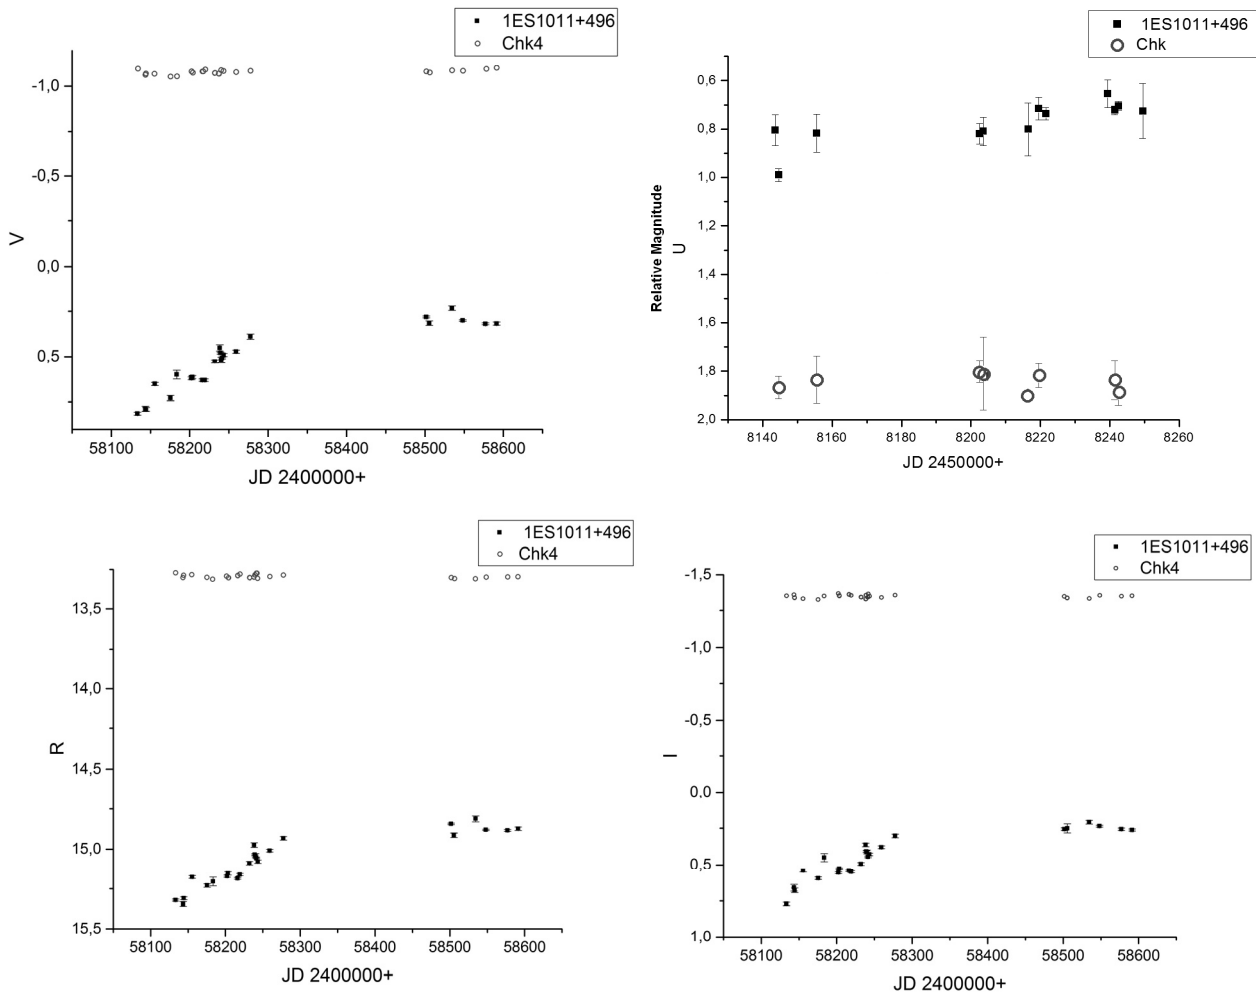 1ES1011+496
Chk4
-1,0
-0,5
0,0
0,5
V
58100 58200 58300 58400 58500 58600
JD 2400000+
1ES1011+496
Chk
0,6
0,8
1,0
1,2
1,4
1,6
1,8
2,0
Relative Magnitude
U
8140 8160 8180 8200 8220 8240 8260
JD 2450000+
1ES1011+496
Chk4
13,5
14,0
14,5
15,0
15,5
R
58100 58200 58300 58400 58500 58600
JD 2400000+
1ES1011+496
Chk4
-1,5
-1,0
-0,5
0,0
0,5
1,0
I
58100 58200 58300 58400 58500 58600
JD 2400000+